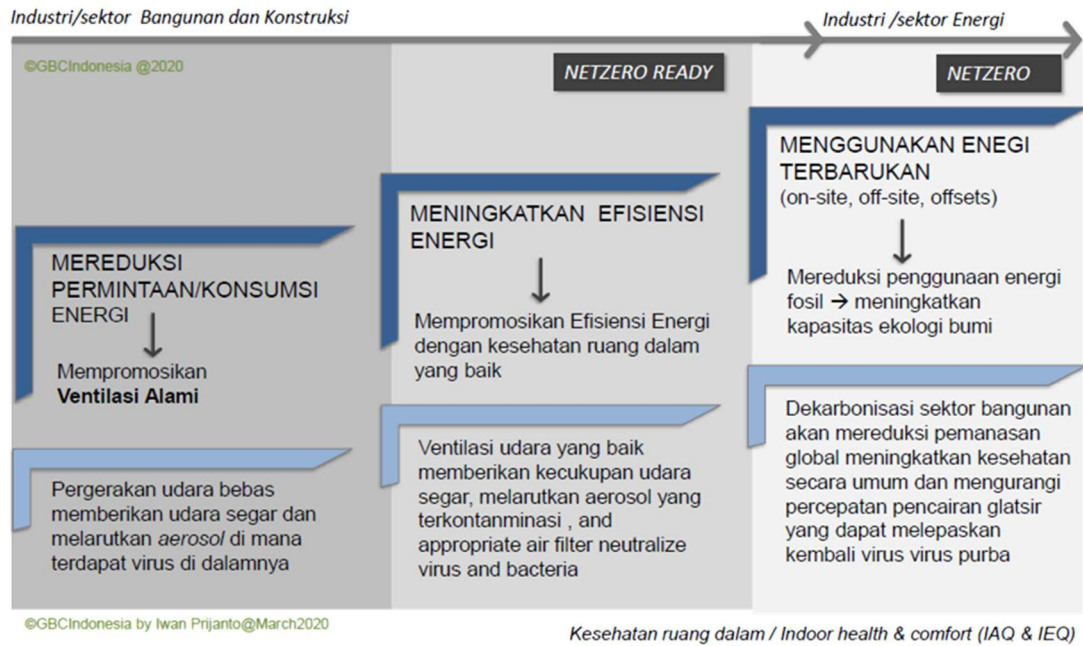 Industri/sektor Bangunan dan Konstruksi
Industri /sektor Energi
©GBCIndonesia @2020
NETZERO READY
NETZERO
MEREDUKSI
PERMINTAAN/KONSUMSI
ENERGI
Mempromosikan
Ventilasi Alami
Pergerakan udara bebas
memberikan udara segar dan
melarutkan aerosol di mana
terdapat virus di dalamnya
MENINGKATKAN EFISIENSI
ENERGI
Mempromosikan Efisiensi Energi
dengan kesehatan ruang dalam
yang baik
Ventilasi udara yang baik
memberikan kecukupan udara
segar, melarutkan aerosol yang
terkontanminasi , and
appropriate air filter neutralize
virus and bacteria
MENGGUNAKAN ENEGI
TERBARUKAN
(on-site, off-site, offsets)
Mereduksi penggunaan energi
fosil → meningkatkan
kapasitas ekologi bumi
Dekarbonisasi sektor bangunan
akan mereduksi pemanasan
global meningkatkan kesehatan
secara umum dan mengurangi
percepatan pencairan glatsir
yang dapat melepaskan
kembali virus virus purba
©GBCIndonesia by Iwan Prijanto@March2020
Kesehatan ruang dalam / Indoor health & comfort (IAQ & IEQ)